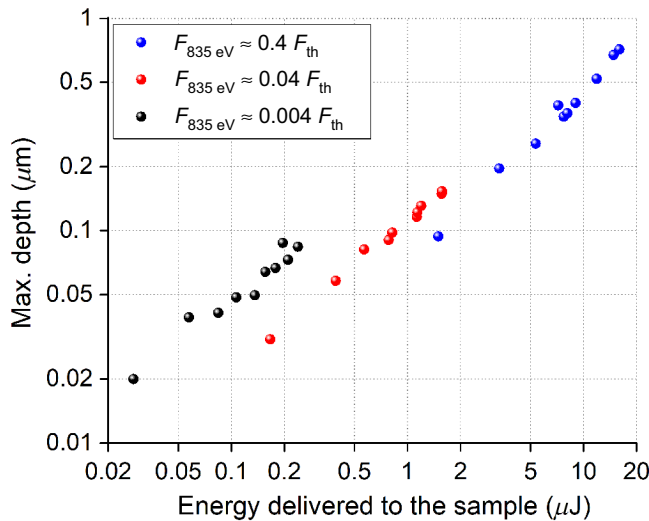 F835 eV ≈ 0.4 Fth
F835 eV ≈ 0.04 Fth
F835 eV ≈ 0.004 Fth
Max. depth (μm)
1
0.5
0.2
0.1
0.05
0.02
0.01
0.02 0.05 0.1 0.2 0.5 1 2 5 10 20
Energy delivered to the sample (μJ)